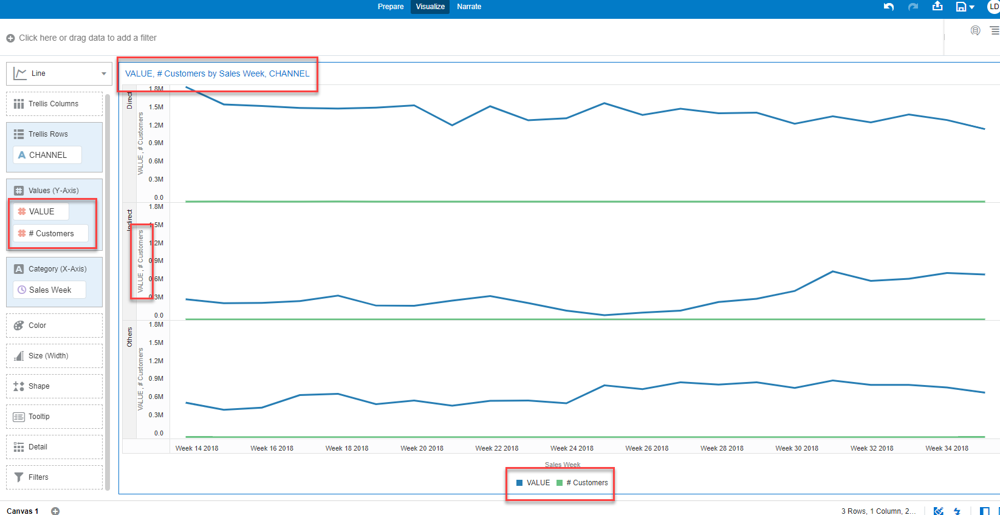 Prepare Visualize Narrate
LD
Click here or drag data to add a filter
Line
Trellis Columns
Trellis Rows
A CHANNEL
Values (Y-Axis)
VALUE
# Customers
A Category (X-Axis)
Sales Week
Color
Size (Width)
Shape
Tooltip
Detail
Filters
VALUE, # Customers by Sales Week, CHANNEL
Direct
VALUE, # Customers
1.8M
1.5M
1.2M
0.9M
0.6M
0.3M
0.0
Indirect
VALUE, # Customers
1.8M
1.5M
1.2M
0.9M
0.6M
0.3M
0.0
Others
VALUE, # Customers
1.8M
1.5M
1.2M
0.9M
0.6M
0.3M
0.0
Week 14 2018 Week 16 2018 Week 18 2018 Week 20 2018 Week 22 2018 Week 24 2018 Week 26 2018 Week 28 2018 Week 30 2018 Week 32 2018 Week 34 2018
Sales Week
VALUE # Customers
Canvas 1
3 Rows, 1 Column, 2...